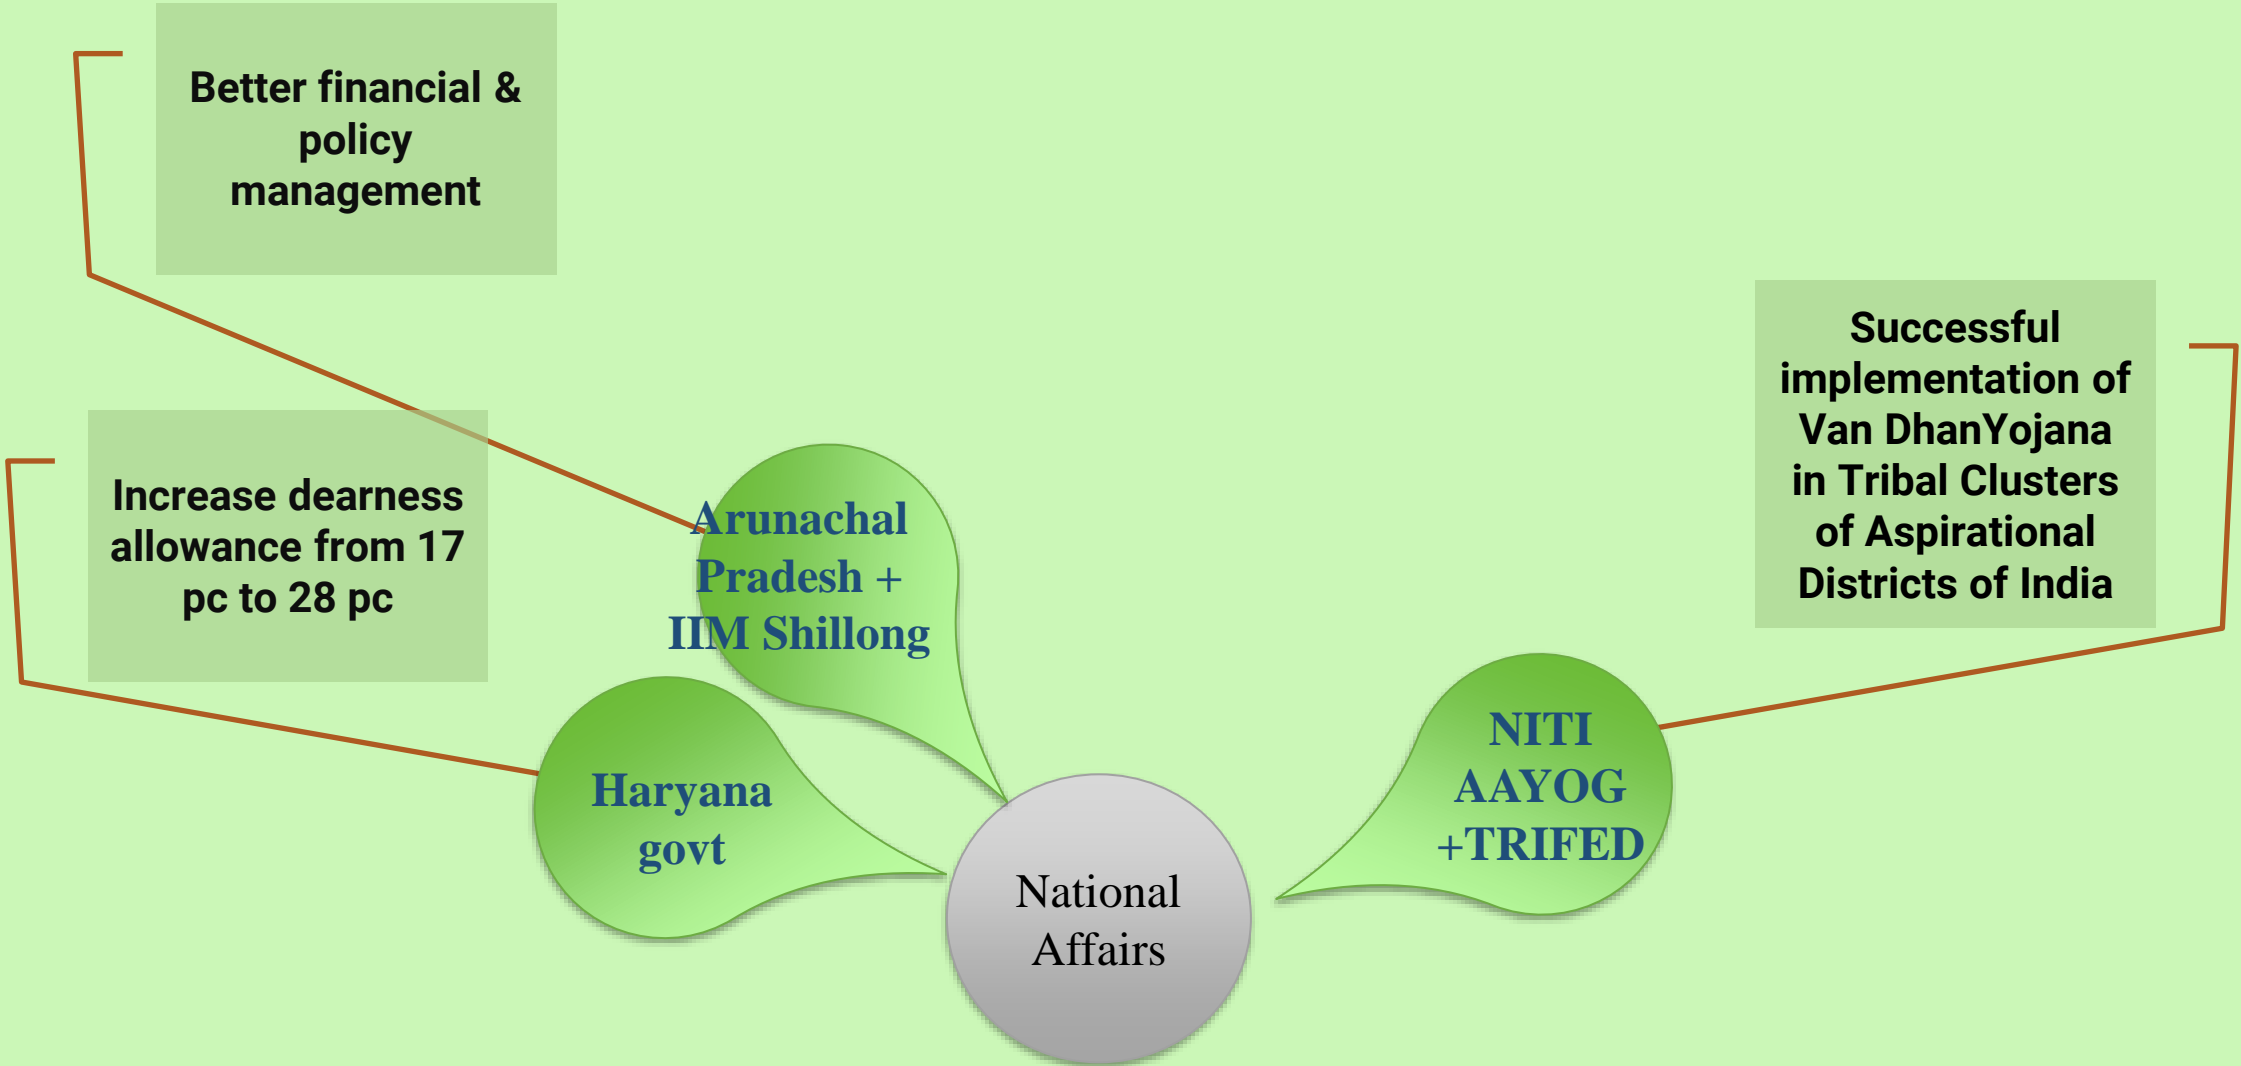 Better financial &
policy
management
Increase dearness
allowance from 17
pc to 28 pc
Arunachal
Pradesh +
IIM Shillong
Haryana
govt
National
Affairs
NITI
AAYOG
+TRIFED
Successful
implementation of
Van DhanYojana
in Tribal Clusters
of Aspirational
Districts of India